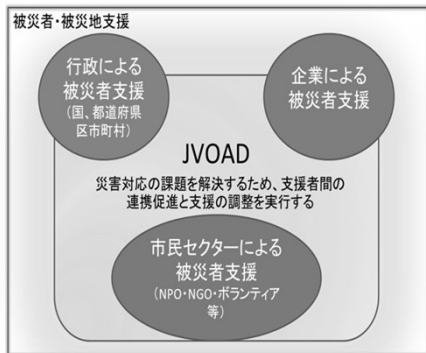 被災者・被災地支援
行政による
被災者支援
(国、都道府県
区市町村)
企業による
被災者支援
JVOAD
災害対応の課題を解決するため、支援者間の
連携促進と支援の調整を実行する
市民セクターによる
被災者支援
(NPO・NGO・ボランティア
等)